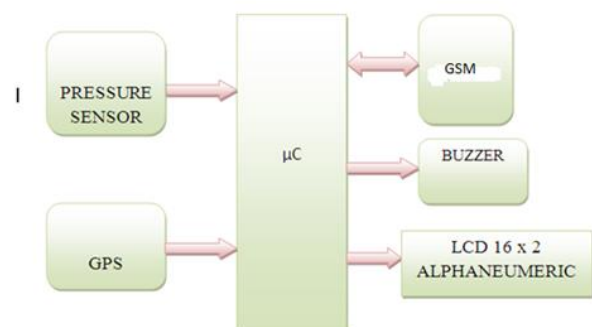 I
PRESSURE
SENSOR
GPS
µC
GSM
BUZZER
LCD 16 x 2
ALPHANEUMERIC